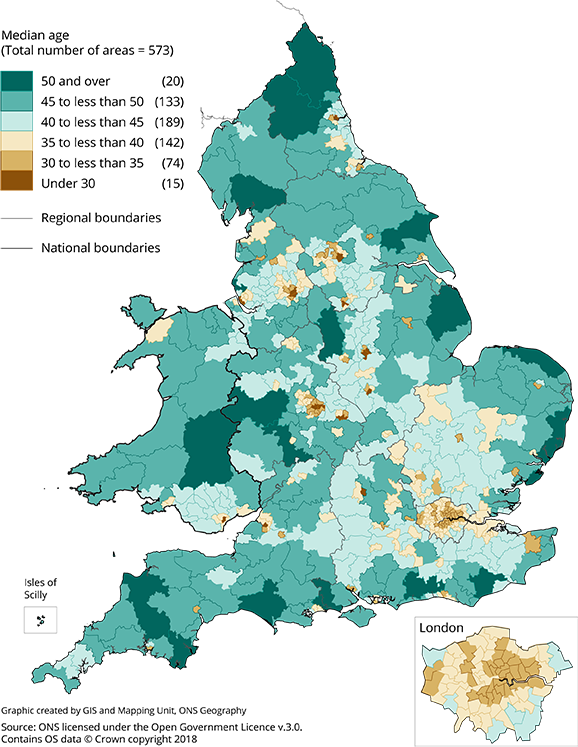 Median age
(Total number of areas = 573)
50 and over (20)
45 to less than 50 (133)
40 to less than 45 (189)
35 to less than 40 (142)
30 to less than 35 (74)
Under 30 (15)
Regional boundaries
National boundaries
Isles of
Scilly
London
Graphic created by GIS and Mapping Unit, ONS Geography
Source: ONS licensed under the Open Government Licence v.3.0.
Contains OS data © Crown copyright 2018